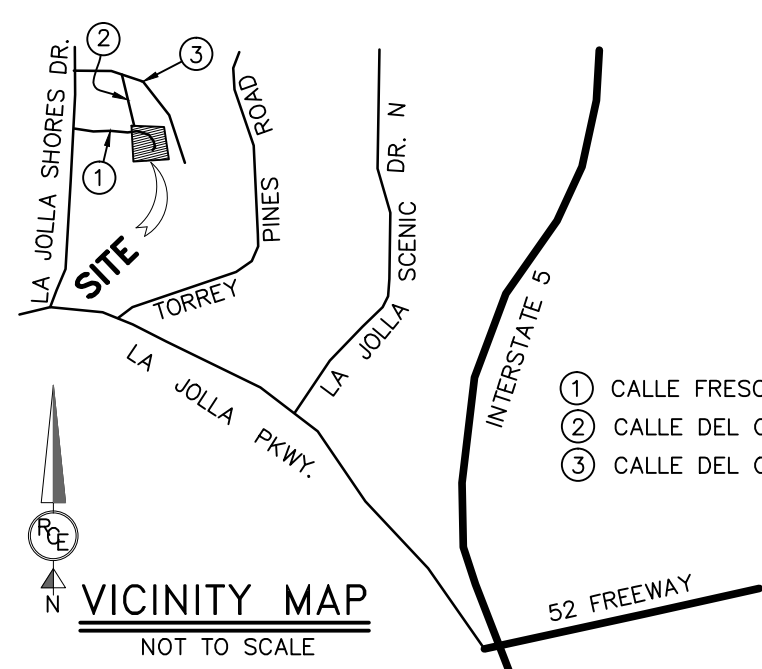 2
3
LA JOLLA SHORES DR.
1
SITE
TORREY PINES ROAD
LA JOLLA SCENIC DR. N
LA JOLLA PKWY.
INTERSTATE 5
1 CALLE FRESC
2 CALLE DEL C
3 CALLE DEL C
RCE
N
VICINITY MAP
NOT TO SCALE
52 FREEWAY